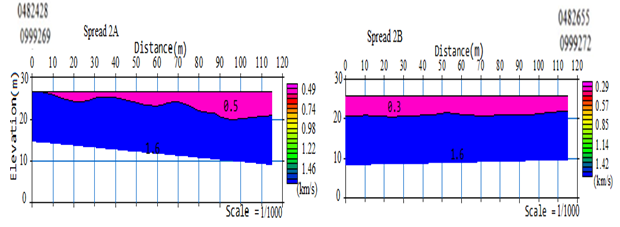 0482428
0999269
Spread 2A
Distance(m)
0 10 20 30 40 50 60 70 80 90 100 110 120
Elevation(m)
30
20
10
0
0.5
1.6
0.49
0.74
0.98
1.22
1.46
(km/s)
Scale =1/1000
0482655
0999272
Spread 2B
Distance(m)
0 10 20 30 40 50 60 70 80 90 100 110 120
30
20
10
0
0.3
1.6
0.29
0.57
0.85
1.14
1.42
(km/s)
Scale =1/1000